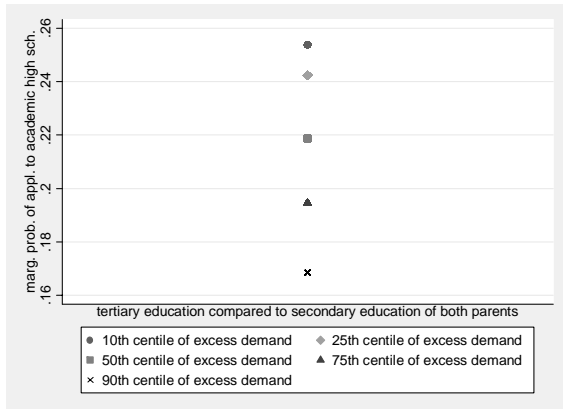 marg. prob. of appl. to academic high sch.
.26
.24
.22
.2
.18
.16
tertiary education compared to secondary education of both parents
10th centile of excess demand 25th centile of excess demand
50th centile of excess demand 75th centile of excess demand
90th centile of excess demand